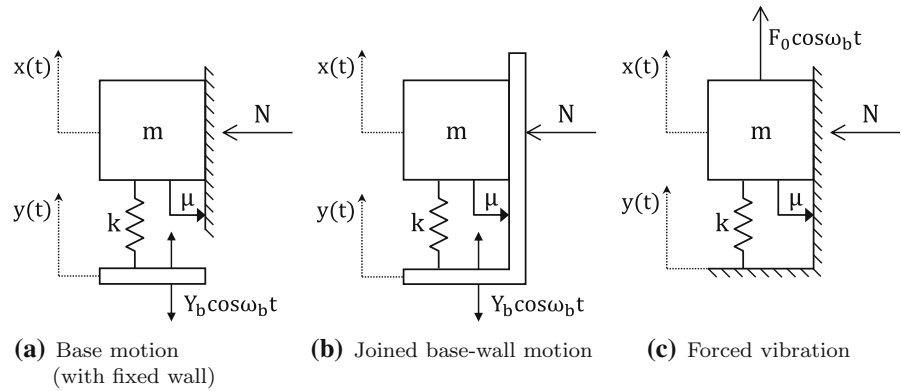 x(t)
m
N
y(t)
k
μ
Y_b cosω_b t
(a) Base motion
(with fixed wall)
x(t)
m
N
y(t)
k
μ
Y_b cosω_b t
(b) Joined base-wall motion
F_0 cosω_b t
x(t)
m
N
y(t)
k
μ
(c) Forced vibration